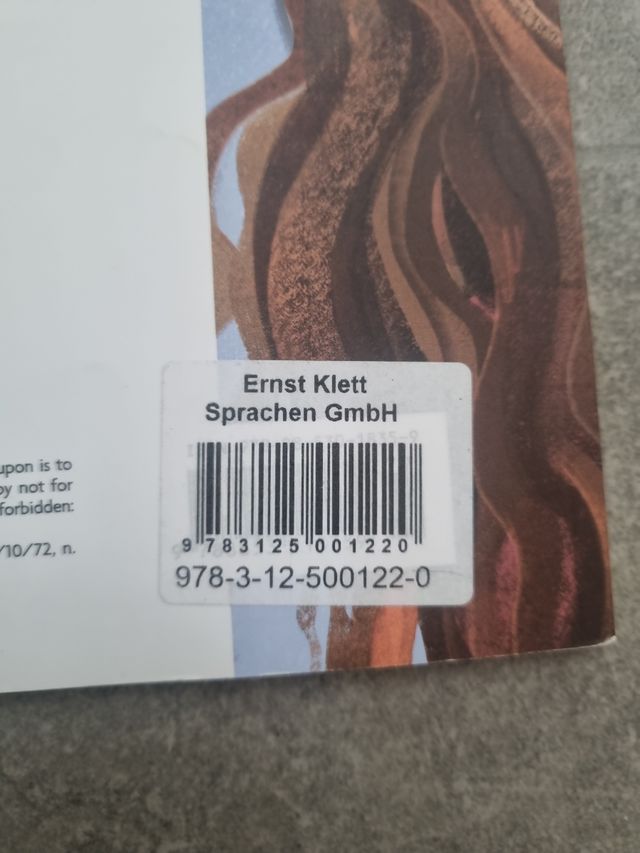 Ernst Klett
Sprachen GmbH
9 783125 001220
978-3-12-500122-0
upon is to
py not for
forbidden:
/10/72, n.